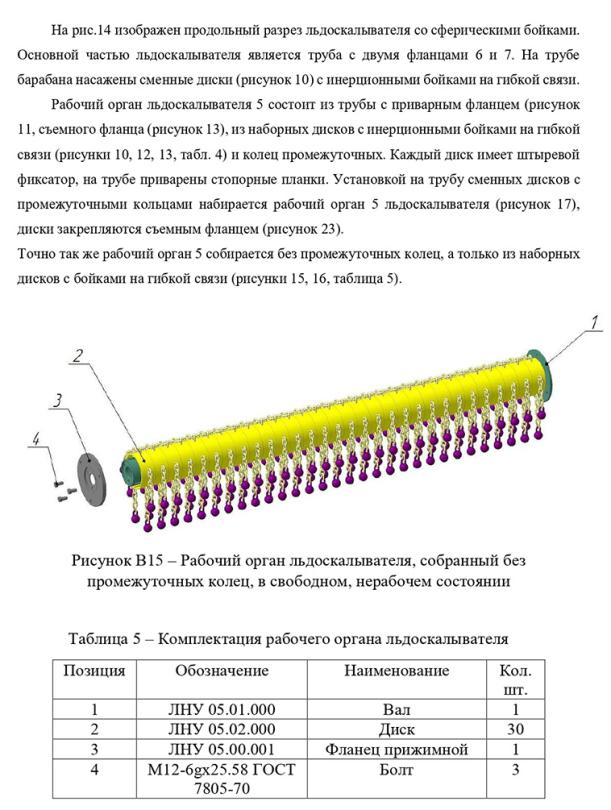 На рис.14 изображен продольный разрез льдоскалывателя со сферическими бойками.
Основной частью льдоскалывателя является труба с двумя фланцами 6 и 7. На трубе
барабана насажены сменные диски (рисунок 10) с инерционными бойками на гибкой связи.
Рабочий орган льдоскалывателя 5 состоит из трубы с приварным фланцем (рисунок
11, съемного фланца (рисунок 13), из наборных дисков с инерционными бойками на гибкой
связи (рисунки 10, 12, 13, табл. 4) и колец промежуточных. Каждый диск имеет штыревой
фиксатор, на трубе приварены стопорные планки. Установкой на трубу сменных дисков с
промежуточными кольцами набирается рабочий орган 5 льдоскалывателя (рисунок 17),
диски закрепляются съемным фланцем (рисунок 23).
Точно так же рабочий орган 5 собирается без промежуточных колец, а только из наборных
дисков с бойками на гибкой связи (рисунки 15, 16, таблица 5).
1
2
3
4
Рисунок В15 – Рабочий орган льдоскалывателя, собранный без
промежуточных колец, в свободном, нерабочем состоянии
Таблица 5 – Комплектация рабочего органа льдоскалывателя
Позиция Обозначение Наименование Кол.
шт.
1 ЛНУ 05.01.000 Вал 1
2 ЛНУ 05.02.000 Диск 30
3 ЛНУ 05.00.001 Фланец прижимной 1
4 М12-6gх25.58 ГОСТ Болт 3
7805-70